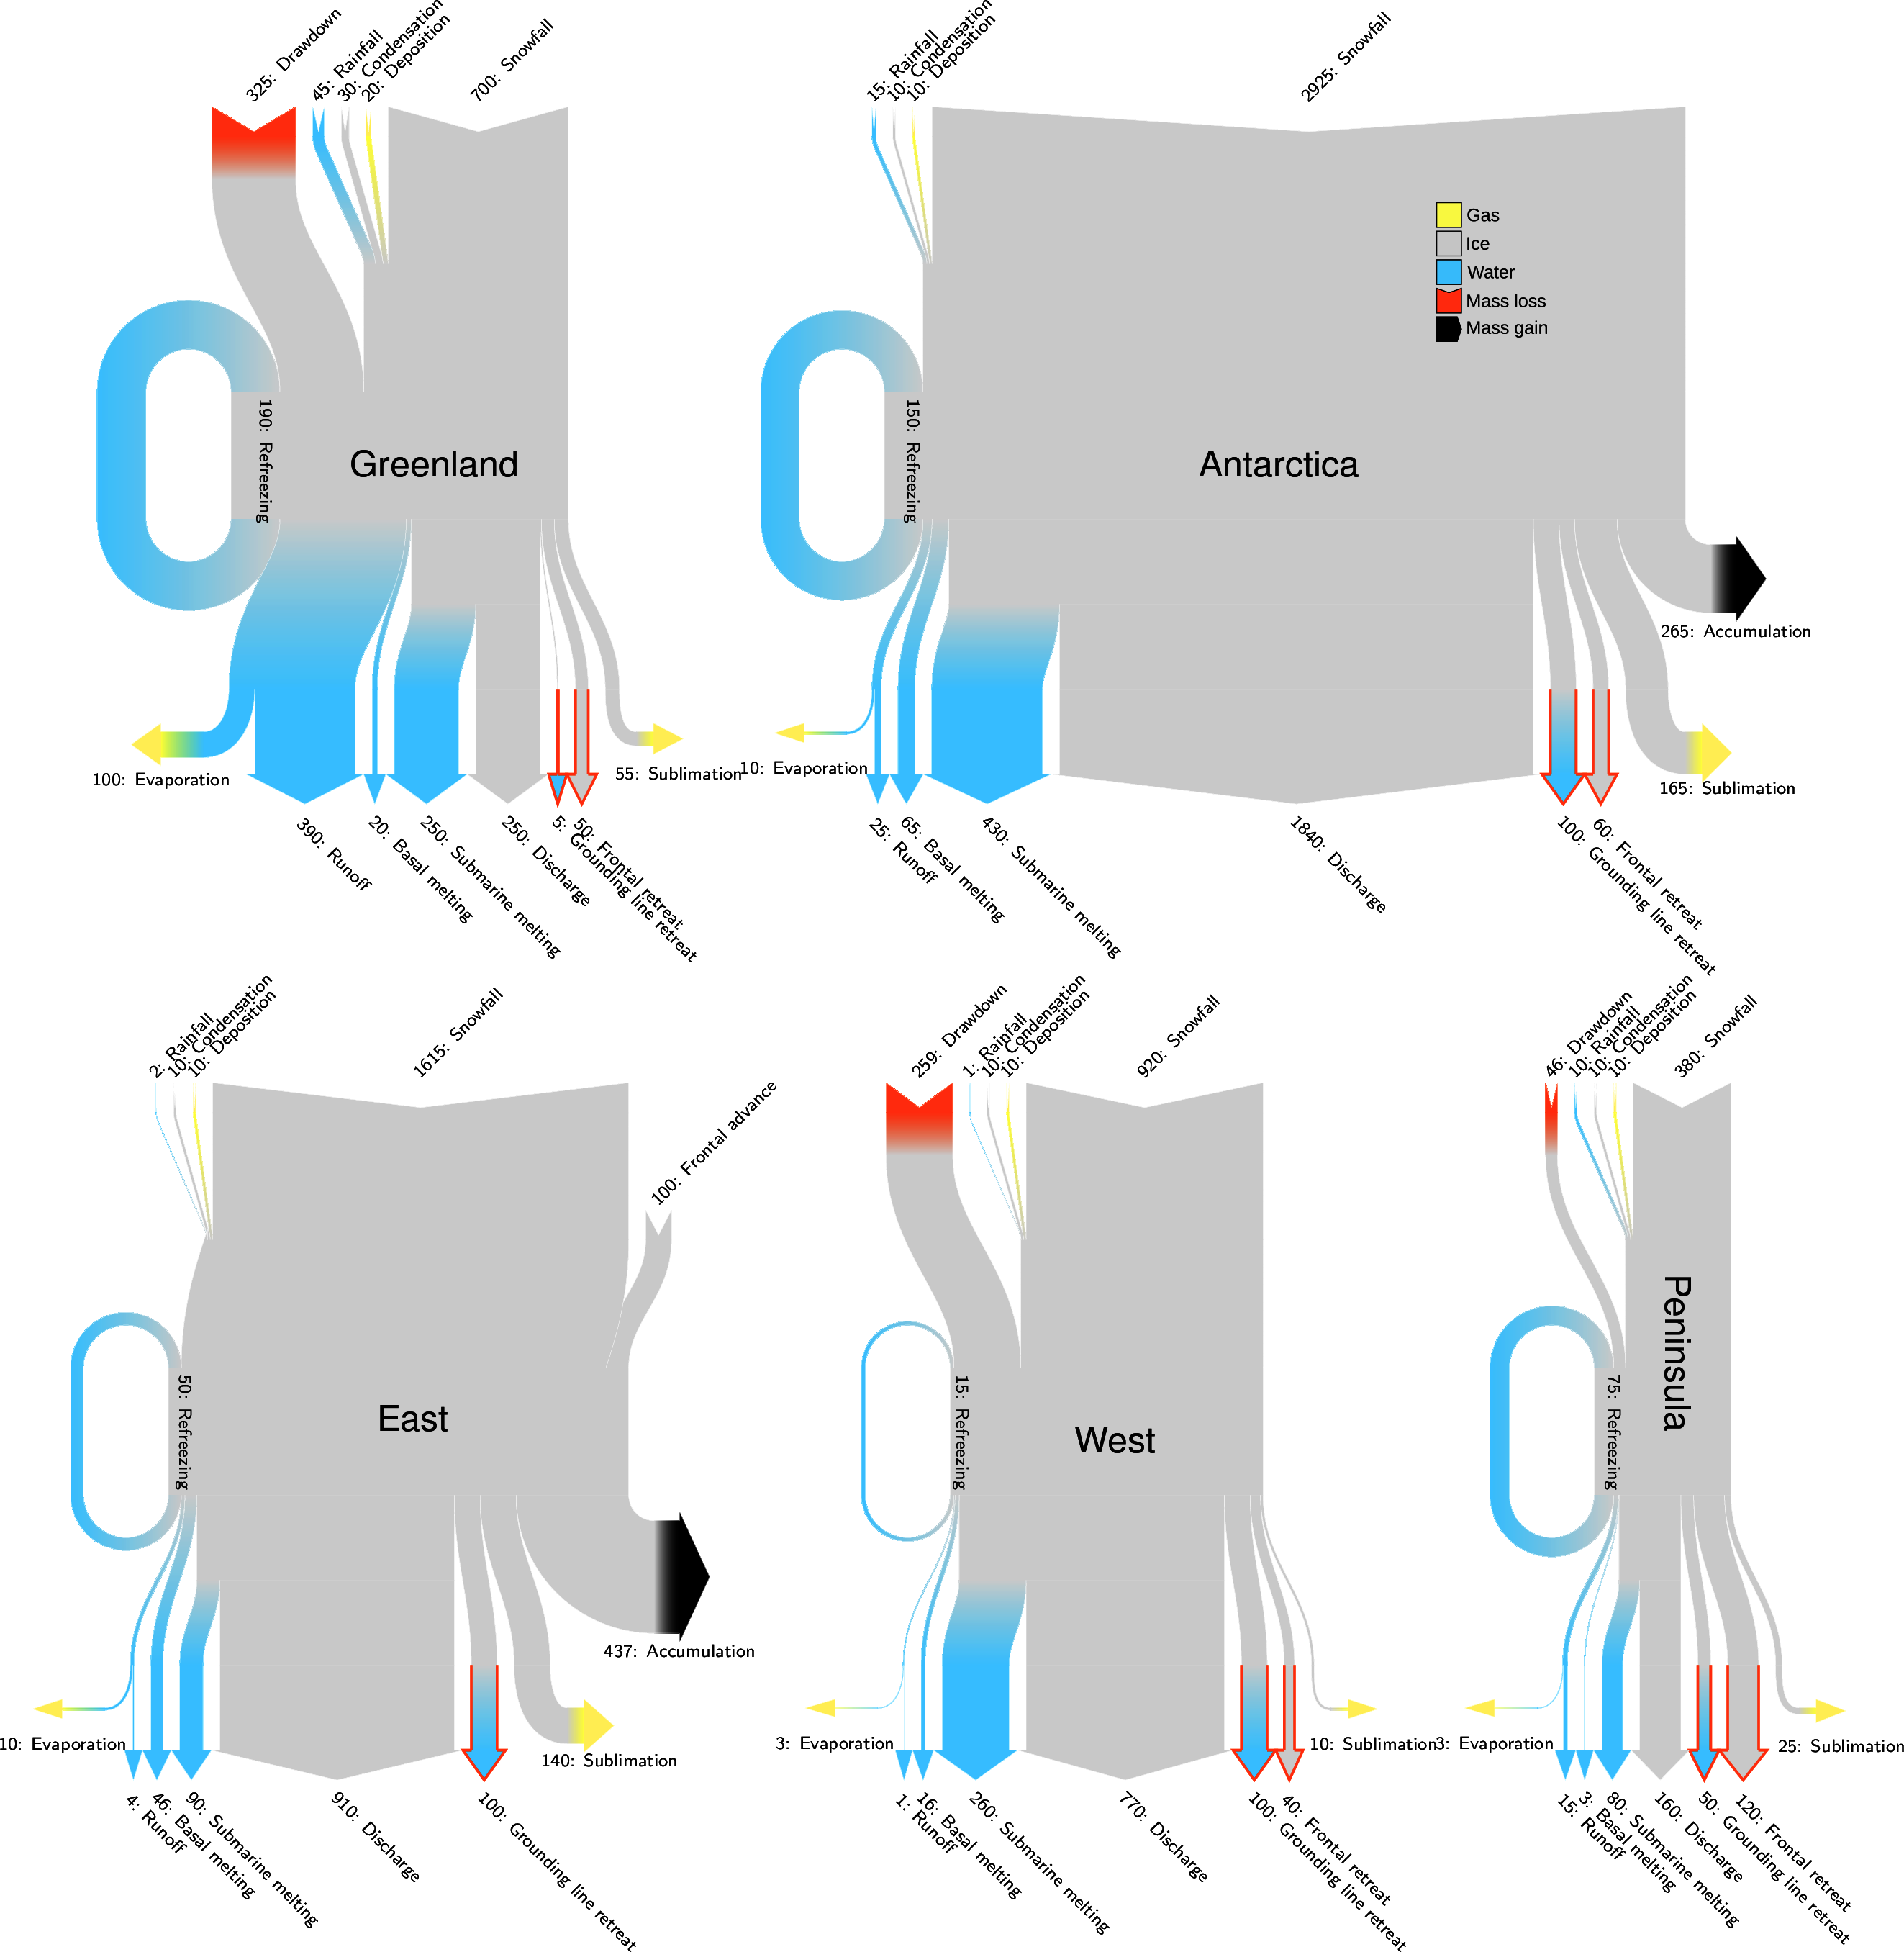 325: Drawdown
45: Rainfall
30: Condensation
20: Deposition
700: Snowfall
190: Refreezing
Greenland
100: Evaporation
55: Sublimation
390: Runoff
20: Basal melting
250: Submarine melting
250: Discharge
5: Grounding line retreat
50: Frontal retreat
15: Rainfall
10: Condensation
10: Deposition
2925: Snowfall
Gas
Ice
Water
Mass loss
Mass gain
150: Refreezing
Antarctica
265: Accumulation
10: Evaporation
165: Sublimation
25: Runoff
65: Basal melting
430: Submarine melting
1840: Discharge
100: Grounding line retreat
60: Frontal retreat
2: Rainfall
10: Condensation
10: Deposition
1615: Snowfall
100: Frontal advance
50: Refreezing
East
437: Accumulation
10: Evaporation
140: Sublimation
4: Runoff
46: Basal melting
90: Submarine melting
910: Discharge
100: Grounding line retreat
259: Drawdown
1: Rainfall
10: Condensation
10: Deposition
920: Snowfall
15: Refreezing
West
3: Evaporation
10: Sublimation
1: Runoff
16: Basal melting
260: Submarine melting
770: Discharge
100: Grounding line retreat
40: Frontal retreat
46: Drawdown
10: Rainfall
10: Condensation
10: Deposition
380: Snowfall
75: Refreezing
Peninsula
3: Evaporation
25: Sublimation
15: Runoff
3: Basal melting
80: Submarine melting
160: Discharge
50: Grounding line retreat
120: Frontal retreat